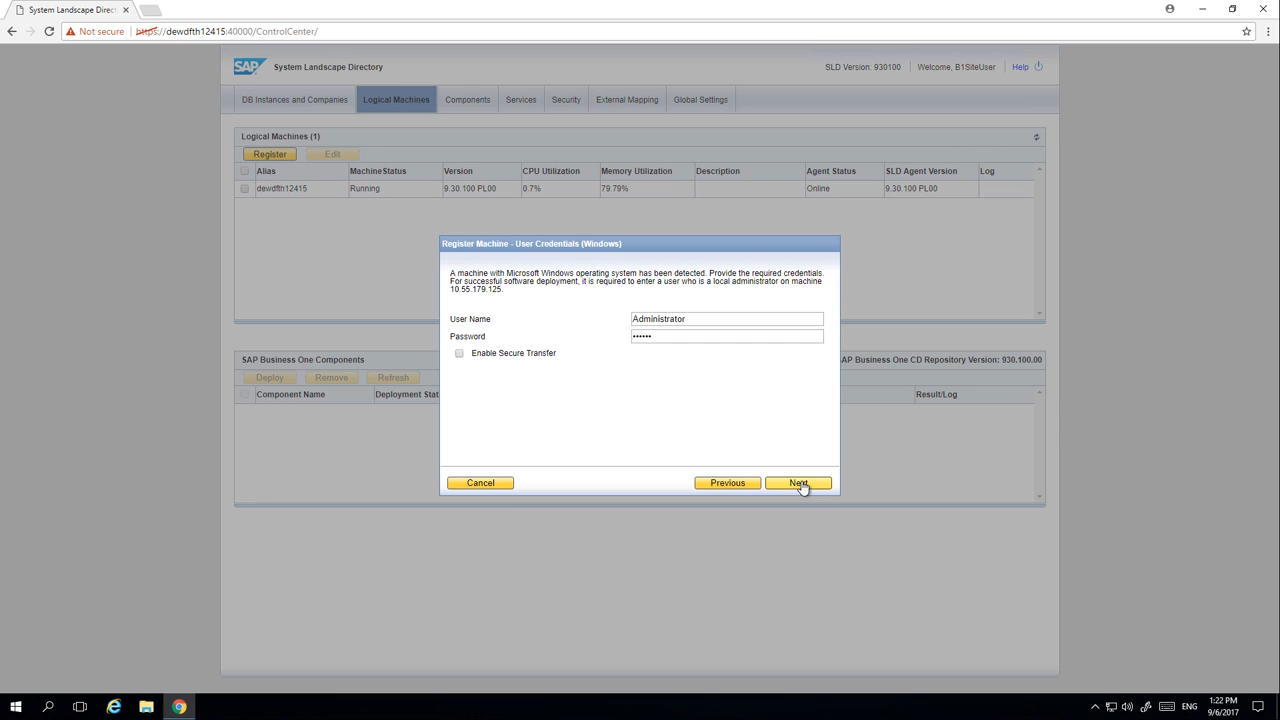 System Landscape Direct
Not secure https://dewdfth12415:40000/ControlCenter/
SAP System Landscape Directory
SLD Version: 930100 Welcome, B1SiteUser Help
DB Instances and Companies Logical Machines Components Services Security External Mapping Global Settings
Logical Machines (1)
Register Edit
Alias MachineStatus Version CPU Utilization Memory Utilization Description Agent Status SLD Agent Version Log
dewdfth12415 Running 9.30.100 PL00 0.7% 79.79% Online 9.30.100 PL00
Register Machine - User Credentials (Windows)
A machine with Microsoft Windows operating system has been detected. Provide the required credentials.
For successful software deployment, it is required to enter a user who is a local administrator on machine
10.55.179.125.
User Name Administrator
Password ••••••
Enable Secure Transfer
Cancel Previous Next
SAP Business One Components
AP Business One CD Repository Version: 930.100.00
Deploy Remove Refresh
Component Name Deployment Stat Result/Log
ENG
1:22 PM
9/6/2017